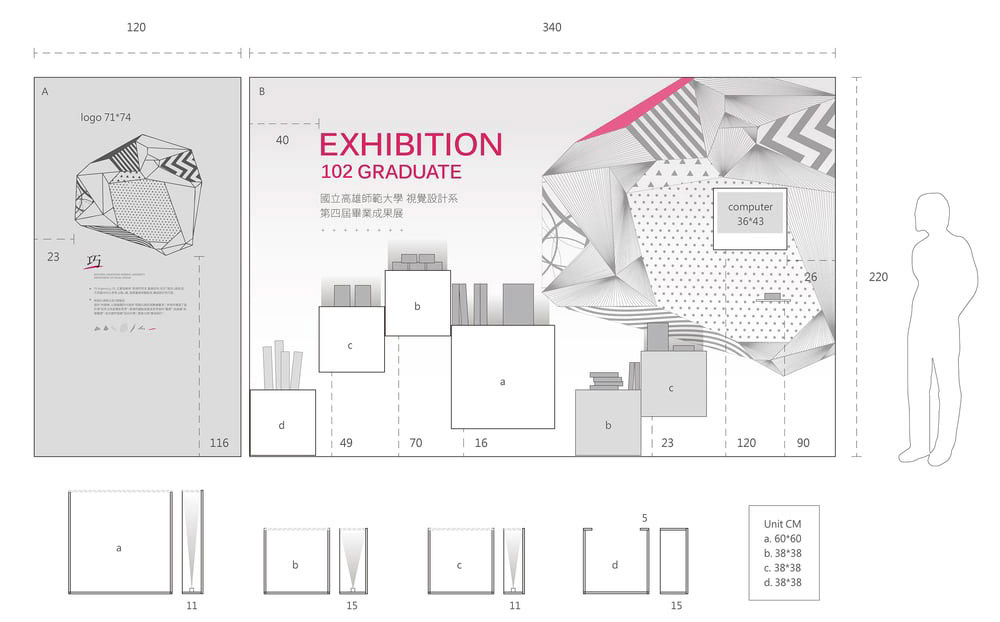 120
340
A
logo 71*74
23
巧
116
B
40
EXHIBITION
102 GRADUATE
國立高雄師範大學 視覺設計系
第四屆畢業成果展
computer
36*43
26
220
b
c
a
d
c
b
49
70
16
23
120
90
a
11
b
15
c
11
5
d
15
Unit CM
a. 60*60
b. 38*38
c. 38*38
d. 38*38